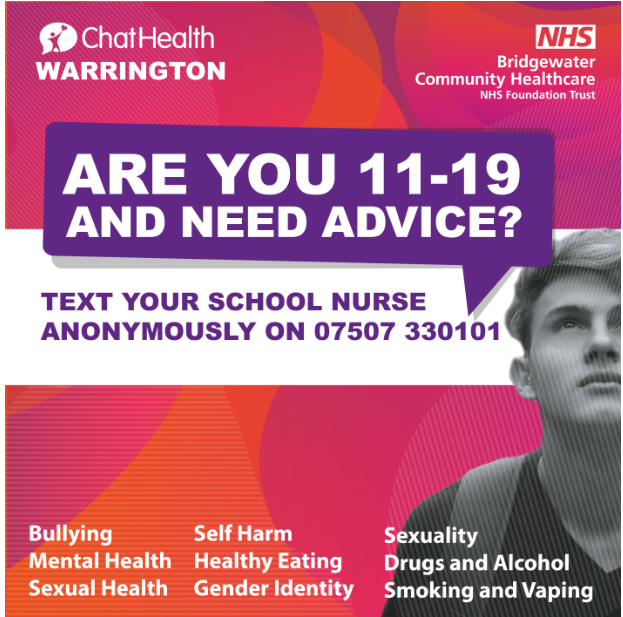 ChatHealth
WARRINGTON
NHS
Bridgewater
Community Healthcare
NHS Foundation Trust
ARE YOU 11-19
AND NEED ADVICE?
TEXT YOUR SCHOOL NURSE
ANONYMOUSLY ON 07507 330101
Bullying
Mental Health
Sexual Health
Self Harm
Healthy Eating
Gender Identity
Sexuality
Drugs and Alcohol
Smoking and Vaping